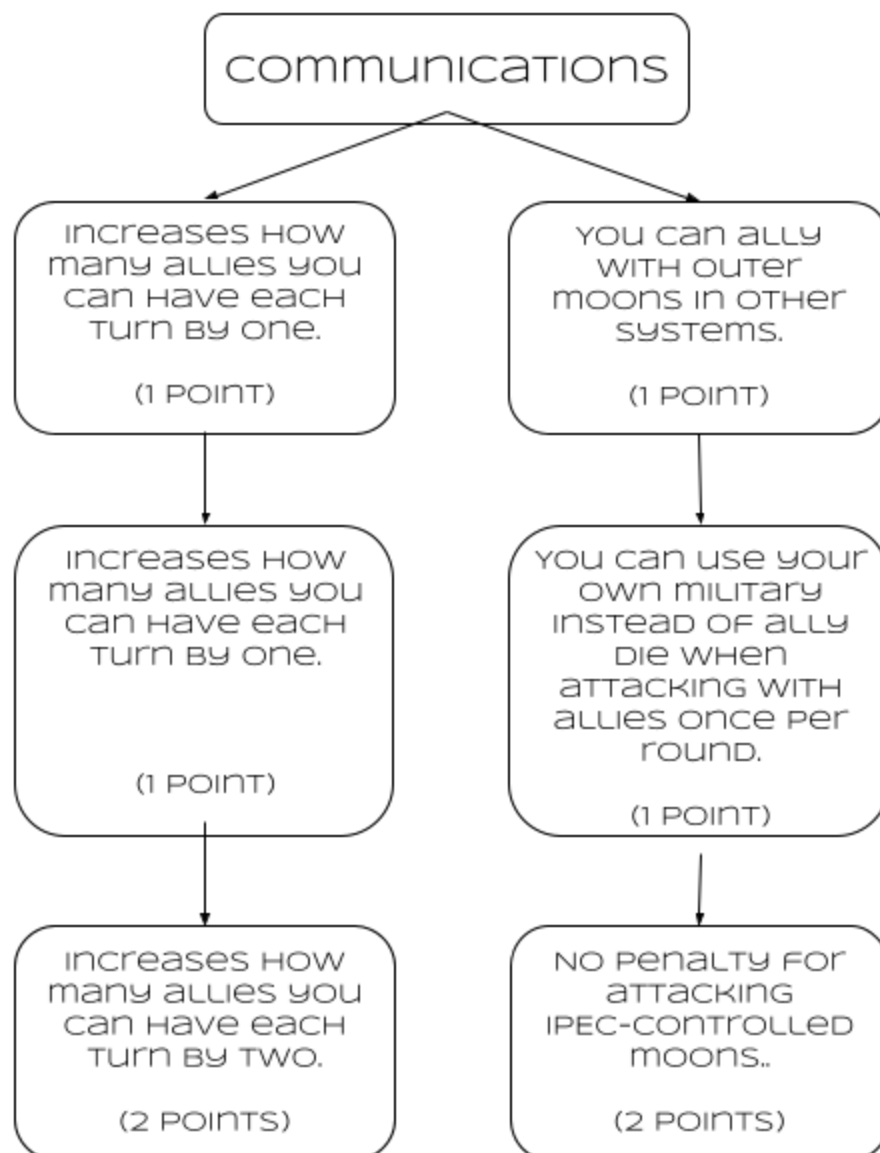 Communications
Increases how
many allies you
can have each
turn by one.
(1 point)
You can ally
with outer
moons in other
systems.
(1 point)
Increases how
many allies you
can have each
turn by one.
(1 point)
You can use your
own military
instead of ally
die when
attacking with
allies once per
round.
(1 point)
Increases how
many allies you
can have each
turn by two.
(2 points)
No penalty for
attacking
IPEC-controlled
moons..
(2 points)